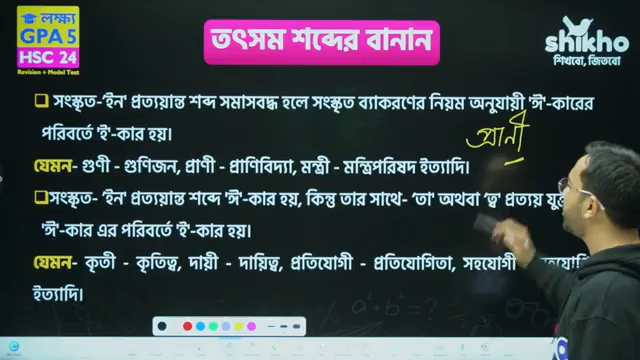 লক্ষ্য
GPA 5
HSC 24
Revision + Model Test
তৎসম শব্দের বানান
shikho
শিখবো, জিতবো
সংস্কৃত-'ইন' প্রত্যয়ান্ত শব্দ সমাসবদ্ধ হলে সংস্কৃত ব্যাকরণের নিয়ম অনুযায়ী 'ঈ'-কারের
পরিবর্তে 'ই'-কার হয়।
প্রাণী
যেমন- গুণী - গুণিজন, প্রাণী - প্রাণিবিদ্যা, মন্ত্রী - মন্ত্রিপরিষদ ইত্যাদি।
সংস্কৃত- 'ইন' প্রত্যয়ান্ত শব্দে 'ঈ'-কার হয়, কিন্তু তার সাথে- 'তা' অথবা 'ত্ব' প্রত্যয়
'ঈ'-কার এর পরিবর্তে 'ই'-কার হয়।
যেমন- কৃতী - কৃতিত্ব, দায়ী - দায়িত্ব, প্রতিযোগী - প্রতিযোগিতা, সহযোগী
ইত্যাদি।
a² + b² = ?